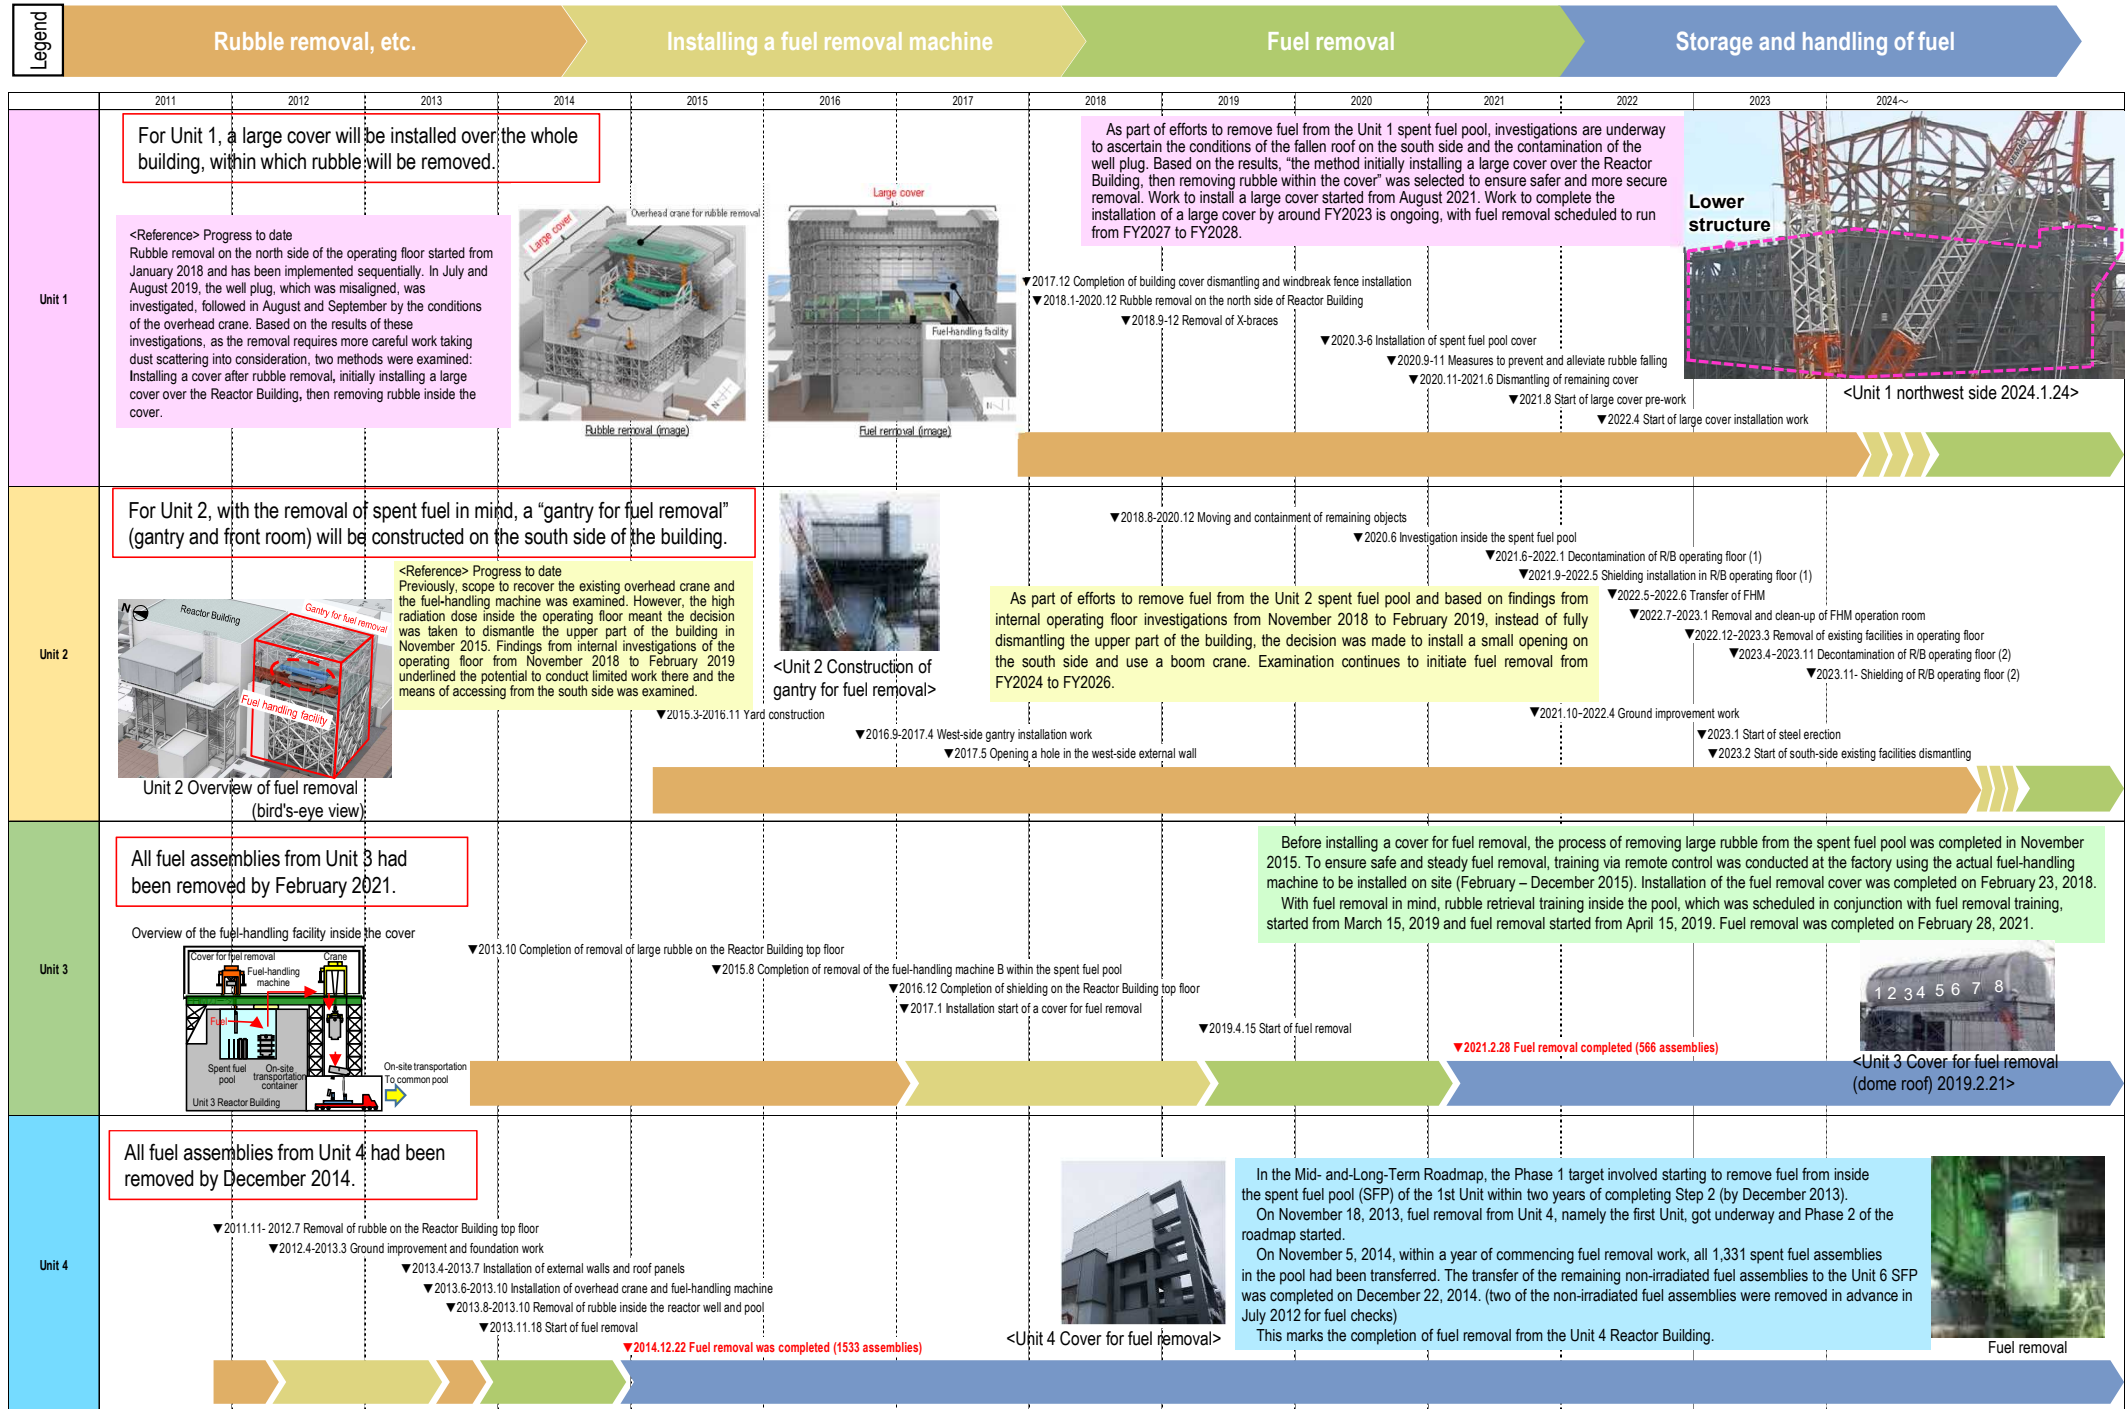 Legend
Rubble removal, etc.
Installing a fuel removal machine
Fuel removal
Storage and handling of fuel
2011
2012
2013
2014
2015
2016
2017
2018
2019
2020
2021
2022
2023
2024～
Unit 1
For Unit 1, a large cover will be installed over the whole
building, within which rubble will be removed.
<Reference> Progress to date
Rubble removal on the north side of the operating floor started from
January 2018 and has been implemented sequentially. In July and
August 2019, the well plug, which was misaligned, was
investigated, followed in August and September by the conditions
of the overhead crane. Based on the results of these
investigations, as the removal requires more careful work taking
dust scattering into consideration, two methods were examined:
Installing a cover after rubble removal, initially installing a large
cover over the Reactor Building, then removing rubble inside the
cover.
Large cover
Overhead crane for rubble removal
N
Rubble removal (image)
Large cover
Fuel-handling facility
N
Fuel removal (image)
As part of efforts to remove fuel from the Unit 1 spent fuel pool, investigations are underway
to ascertain the conditions of the fallen roof on the south side and the contamination of the
well plug. Based on the results, “the method initially installing a large cover over the Reactor
Building, then removing rubble within the cover” was selected to ensure safer and more secure
removal. Work to install a large cover started from August 2021. Work to complete the
installation of a large cover by around FY2023 is ongoing, with fuel removal scheduled to run
from FY2027 to FY2028.
Lower
structure
<Unit 1 northwest side 2024.1.24>
▼2017.12 Completion of building cover dismantling and windbreak fence installation
▼2018.1-2020.12 Rubble removal on the north side of Reactor Building
▼2018.9-12 Removal of X-braces
▼2020.3-6 Installation of spent fuel pool cover
▼2020.9-11 Measures to prevent and alleviate rubble falling
▼2020.11-2021.6 Dismantling of remaining cover
▼2021.8 Start of large cover pre-work
▼2022.4 Start of large cover installation work
Unit 2
For Unit 2, with the removal of spent fuel in mind, a “gantry for fuel removal”
(gantry and front room) will be constructed on the south side of the building.
<Reference> Progress to date
Previously, scope to recover the existing overhead crane and
the fuel-handling machine was examined. However, the high
radiation dose inside the operating floor meant the decision
was taken to dismantle the upper part of the building in
November 2015. Findings from internal investigations of the
operating floor from November 2018 to February 2019
underlined the potential to conduct limited work there and the
means of accessing from the south side was examined.
N
Reactor Building
Gantry for fuel removal
Fuel handling facility
Unit 2 Overview of fuel removal
(bird's-eye view)
<Unit 2 Construction of
gantry for fuel removal>
As part of efforts to remove fuel from the Unit 2 spent fuel pool and based on findings from
internal operating floor investigations from November 2018 to February 2019, instead of fully
dismantling the upper part of the building, the decision was made to install a small opening on
the south side and use a boom crane. Examination continues to initiate fuel removal from
FY2024 to FY2026.
▼2018.8-2020.12 Moving and containment of remaining objects
▼2020.6 Investigation inside the spent fuel pool
▼2021.6-2022.1 Decontamination of R/B operating floor (1)
▼2021.9-2022.5 Shielding installation in R/B operating floor (1)
▼2022.5-2022.6 Transfer of FHM
▼2022.7-2023.1 Removal and clean-up of FHM operation room
▼2022.12-2023.3 Removal of existing facilities in operating floor
▼2023.4-2023.11 Decontamination of R/B operating floor (2)
▼2023.11- Shielding of R/B operating floor (2)
▼2015.3-2016.11 Yard construction
▼2016.9-2017.4 West-side gantry installation work
▼2017.5 Opening a hole in the west-side external wall
▼2021.10-2022.4 Ground improvement work
▼2023.1 Start of steel erection
▼2023.2 Start of south-side existing facilities dismantling
Unit 3
All fuel assemblies from Unit 3 had
been removed by February 2021.
Overview of the fuel-handling facility inside the cover
Cover for fuel removal
Crane
Fuel-handling
machine
Fuel
Spent fuel
pool
On-site
transportation
container
Unit 3 Reactor Building
On-site transportation
To common pool
Before installing a cover for fuel removal, the process of removing large rubble from the spent fuel pool was completed in November
2015. To ensure safe and steady fuel removal, training via remote control was conducted at the factory using the actual fuel-handling
machine to be installed on site (February – December 2015). Installation of the fuel removal cover was completed on February 23, 2018.
With fuel removal in mind, rubble retrieval training inside the pool, which was scheduled in conjunction with fuel removal training,
started from March 15, 2019 and fuel removal started from April 15, 2019. Fuel removal was completed on February 28, 2021.
▼2013.10 Completion of removal of large rubble on the Reactor Building top floor
▼2015.8 Completion of removal of the fuel-handling machine B within the spent fuel pool
▼2016.12 Completion of shielding on the Reactor Building top floor
▼2017.1 Installation start of a cover for fuel removal
▼2019.4.15 Start of fuel removal
▼2021.2.28 Fuel removal completed (566 assemblies)
1 2 3 4 5 6 7 8
<Unit 3 Cover for fuel removal
(dome roof) 2019.2.21>
Unit 4
All fuel assemblies from Unit 4 had been
removed by December 2014.
▼2011.11- 2012.7 Removal of rubble on the Reactor Building top floor
▼2012.4-2013.3 Ground improvement and foundation work
▼2013.4-2013.7 Installation of external walls and roof panels
▼2013.6-2013.10 Installation of overhead crane and fuel-handling machine
▼2013.8-2013.10 Removal of rubble inside the reactor well and pool
▼2013.11.18 Start of fuel removal
▼2014.12.22 Fuel removal was completed (1533 assemblies)
<Unit 4 Cover for fuel removal>
In the Mid- and-Long-Term Roadmap, the Phase 1 target involved starting to remove fuel from inside
the spent fuel pool (SFP) of the 1st Unit within two years of completing Step 2 (by December 2013).
On November 18, 2013, fuel removal from Unit 4, namely the first Unit, got underway and Phase 2 of the
roadmap started.
On November 5, 2014, within a year of commencing fuel removal work, all 1,331 spent fuel assemblies
in the pool had been transferred. The transfer of the remaining non-irradiated fuel assemblies to the Unit 6 SFP
was completed on December 22, 2014. (two of the non-irradiated fuel assemblies were removed in advance in
July 2012 for fuel checks)
This marks the completion of fuel removal from the Unit 4 Reactor Building.
Fuel removal